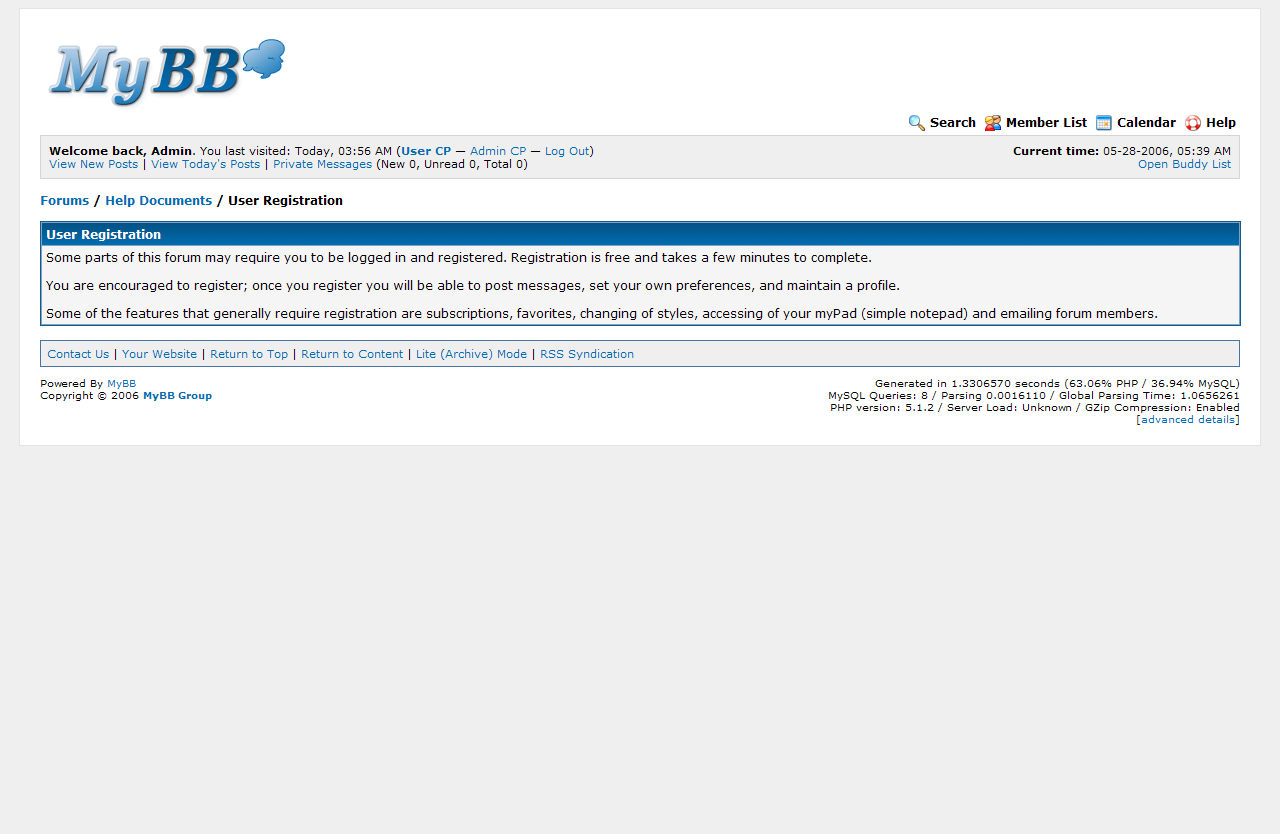 MyBB
Search Member List Calendar Help
Welcome back, Admin. You last visited: Today, 03:56 AM (User CP — Admin CP — Log Out)
Current time: 05-28-2006, 05:39 AM
View New Posts | View Today's Posts | Private Messages (New 0, Unread 0, Total 0)
Open Buddy List
Forums / Help Documents / User Registration
User Registration
Some parts of this forum may require you to be logged in and registered. Registration is free and takes a few minutes to complete.
You are encouraged to register; once you register you will be able to post messages, set your own preferences, and maintain a profile.
Some of the features that generally require registration are subscriptions, favorites, changing of styles, accessing of your myPad (simple notepad) and emailing forum members.
Contact Us | Your Website | Return to Top | Return to Content | Lite (Archive) Mode | RSS Syndication
Powered By MyBB
Copyright © 2006 MyBB Group
Generated in 1.3306570 seconds (63.06% PHP / 36.94% MySQL)
MySQL Queries: 8 / Parsing 0.0016110 / Global Parsing Time: 1.0656261
PHP version: 5.1.2 / Server Load: Unknown / GZip Compression: Enabled
[advanced details]